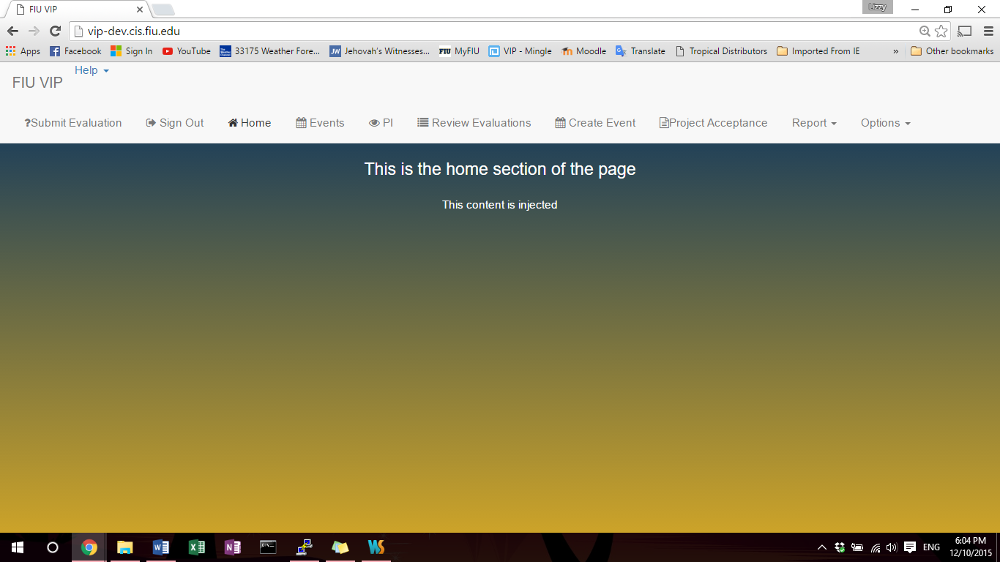 FIU VIP
Lizzy
vip-dev.cis.fiu.edu
Apps Facebook Sign In YouTube 33175 Weather Fore... Jehovah's Witnesses... MyFIU VIP - Mingle Moodle Translate Tropical Distributors Imported From IE » Other bookmarks
FIU VIP Help
?Submit Evaluation Sign Out Home Events PI Review Evaluations Create Event Project Acceptance Report Options
This is the home section of the page
This content is injected
ENG 6:04 PM
12/10/2015